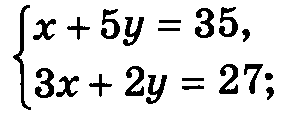 x + 5y = 35,
3x + 2y = 27;